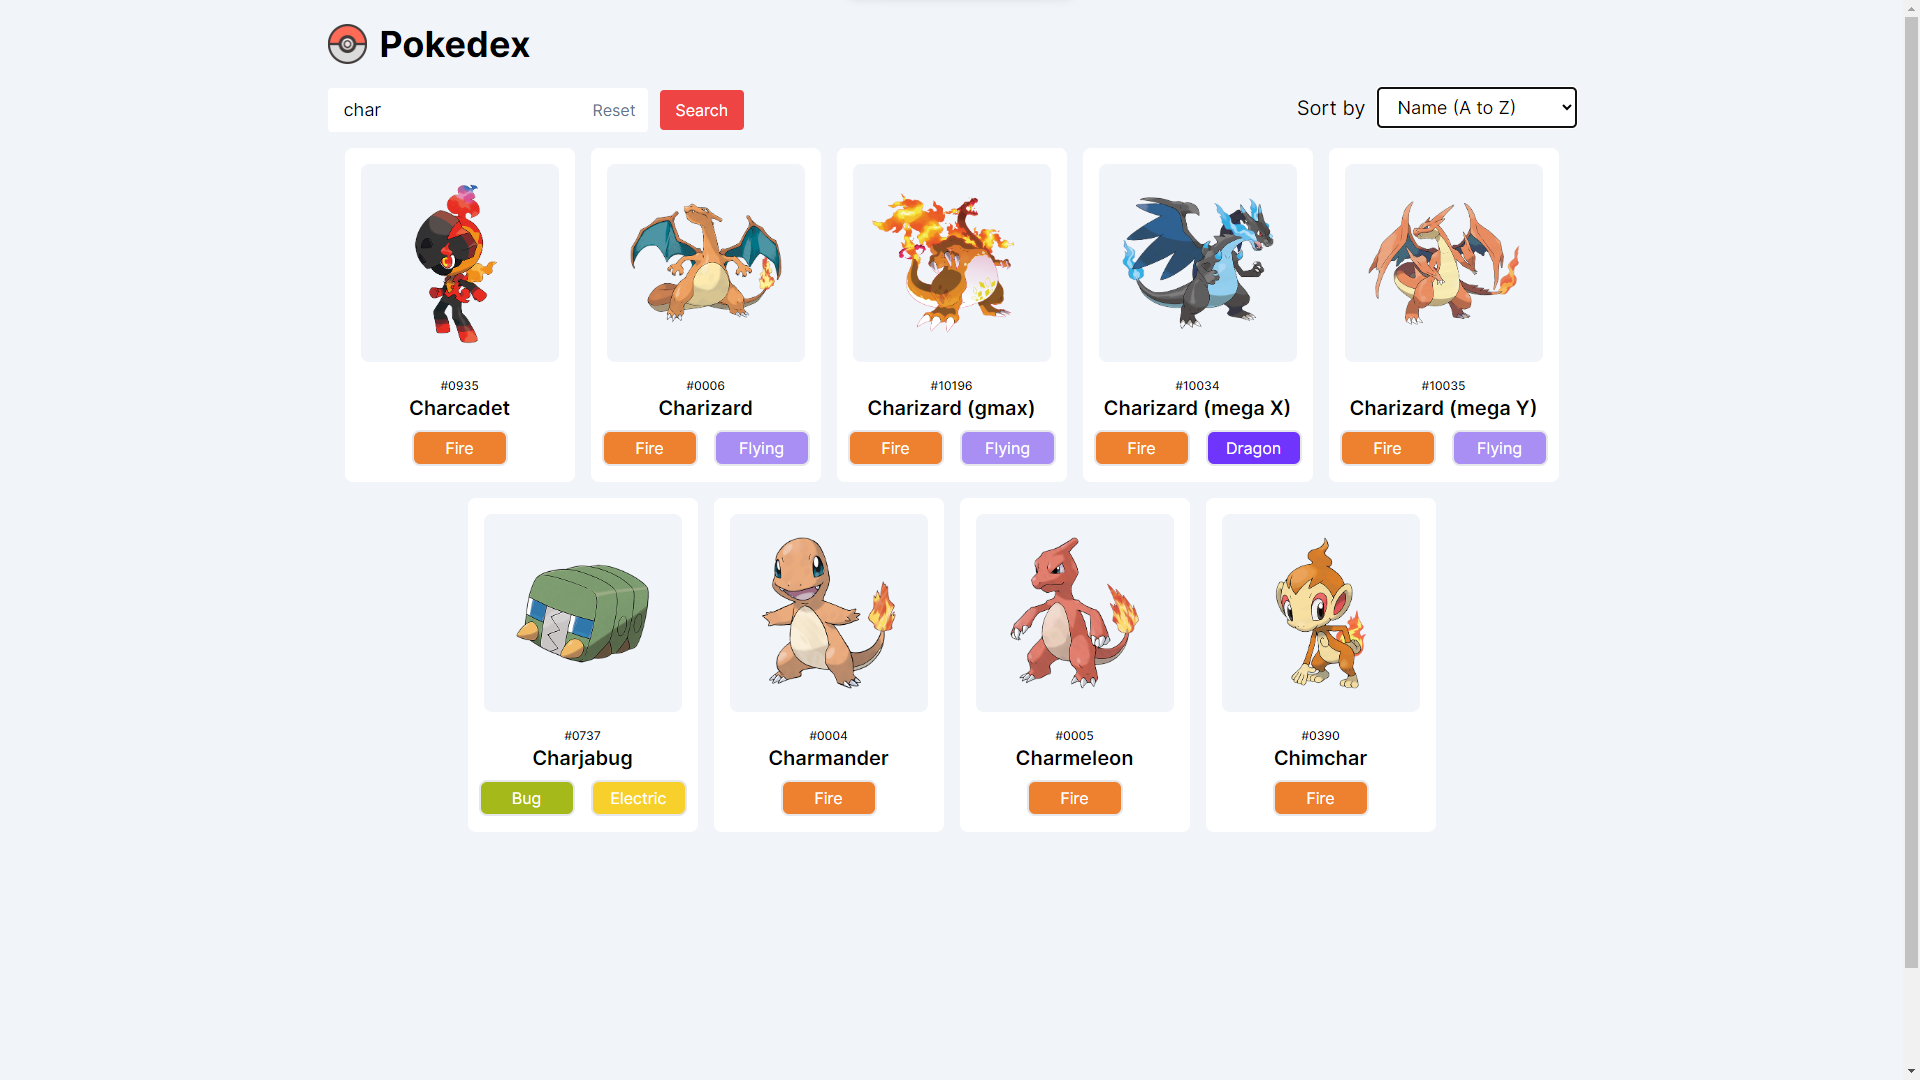 Pokedex
char
Reset
Search
Sort by
Name (A to Z)
#0935
Charcadet
Fire
#0006
Charizard
Fire
Flying
#10196
Charizard (gmax)
Fire
Flying
#10034
Charizard (mega X)
Fire
Dragon
#10035
Charizard (mega Y)
Fire
Flying
#0737
Charjabug
Bug
Electric
#0004
Charmander
Fire
#0005
Charmeleon
Fire
#0390
Chimchar
Fire